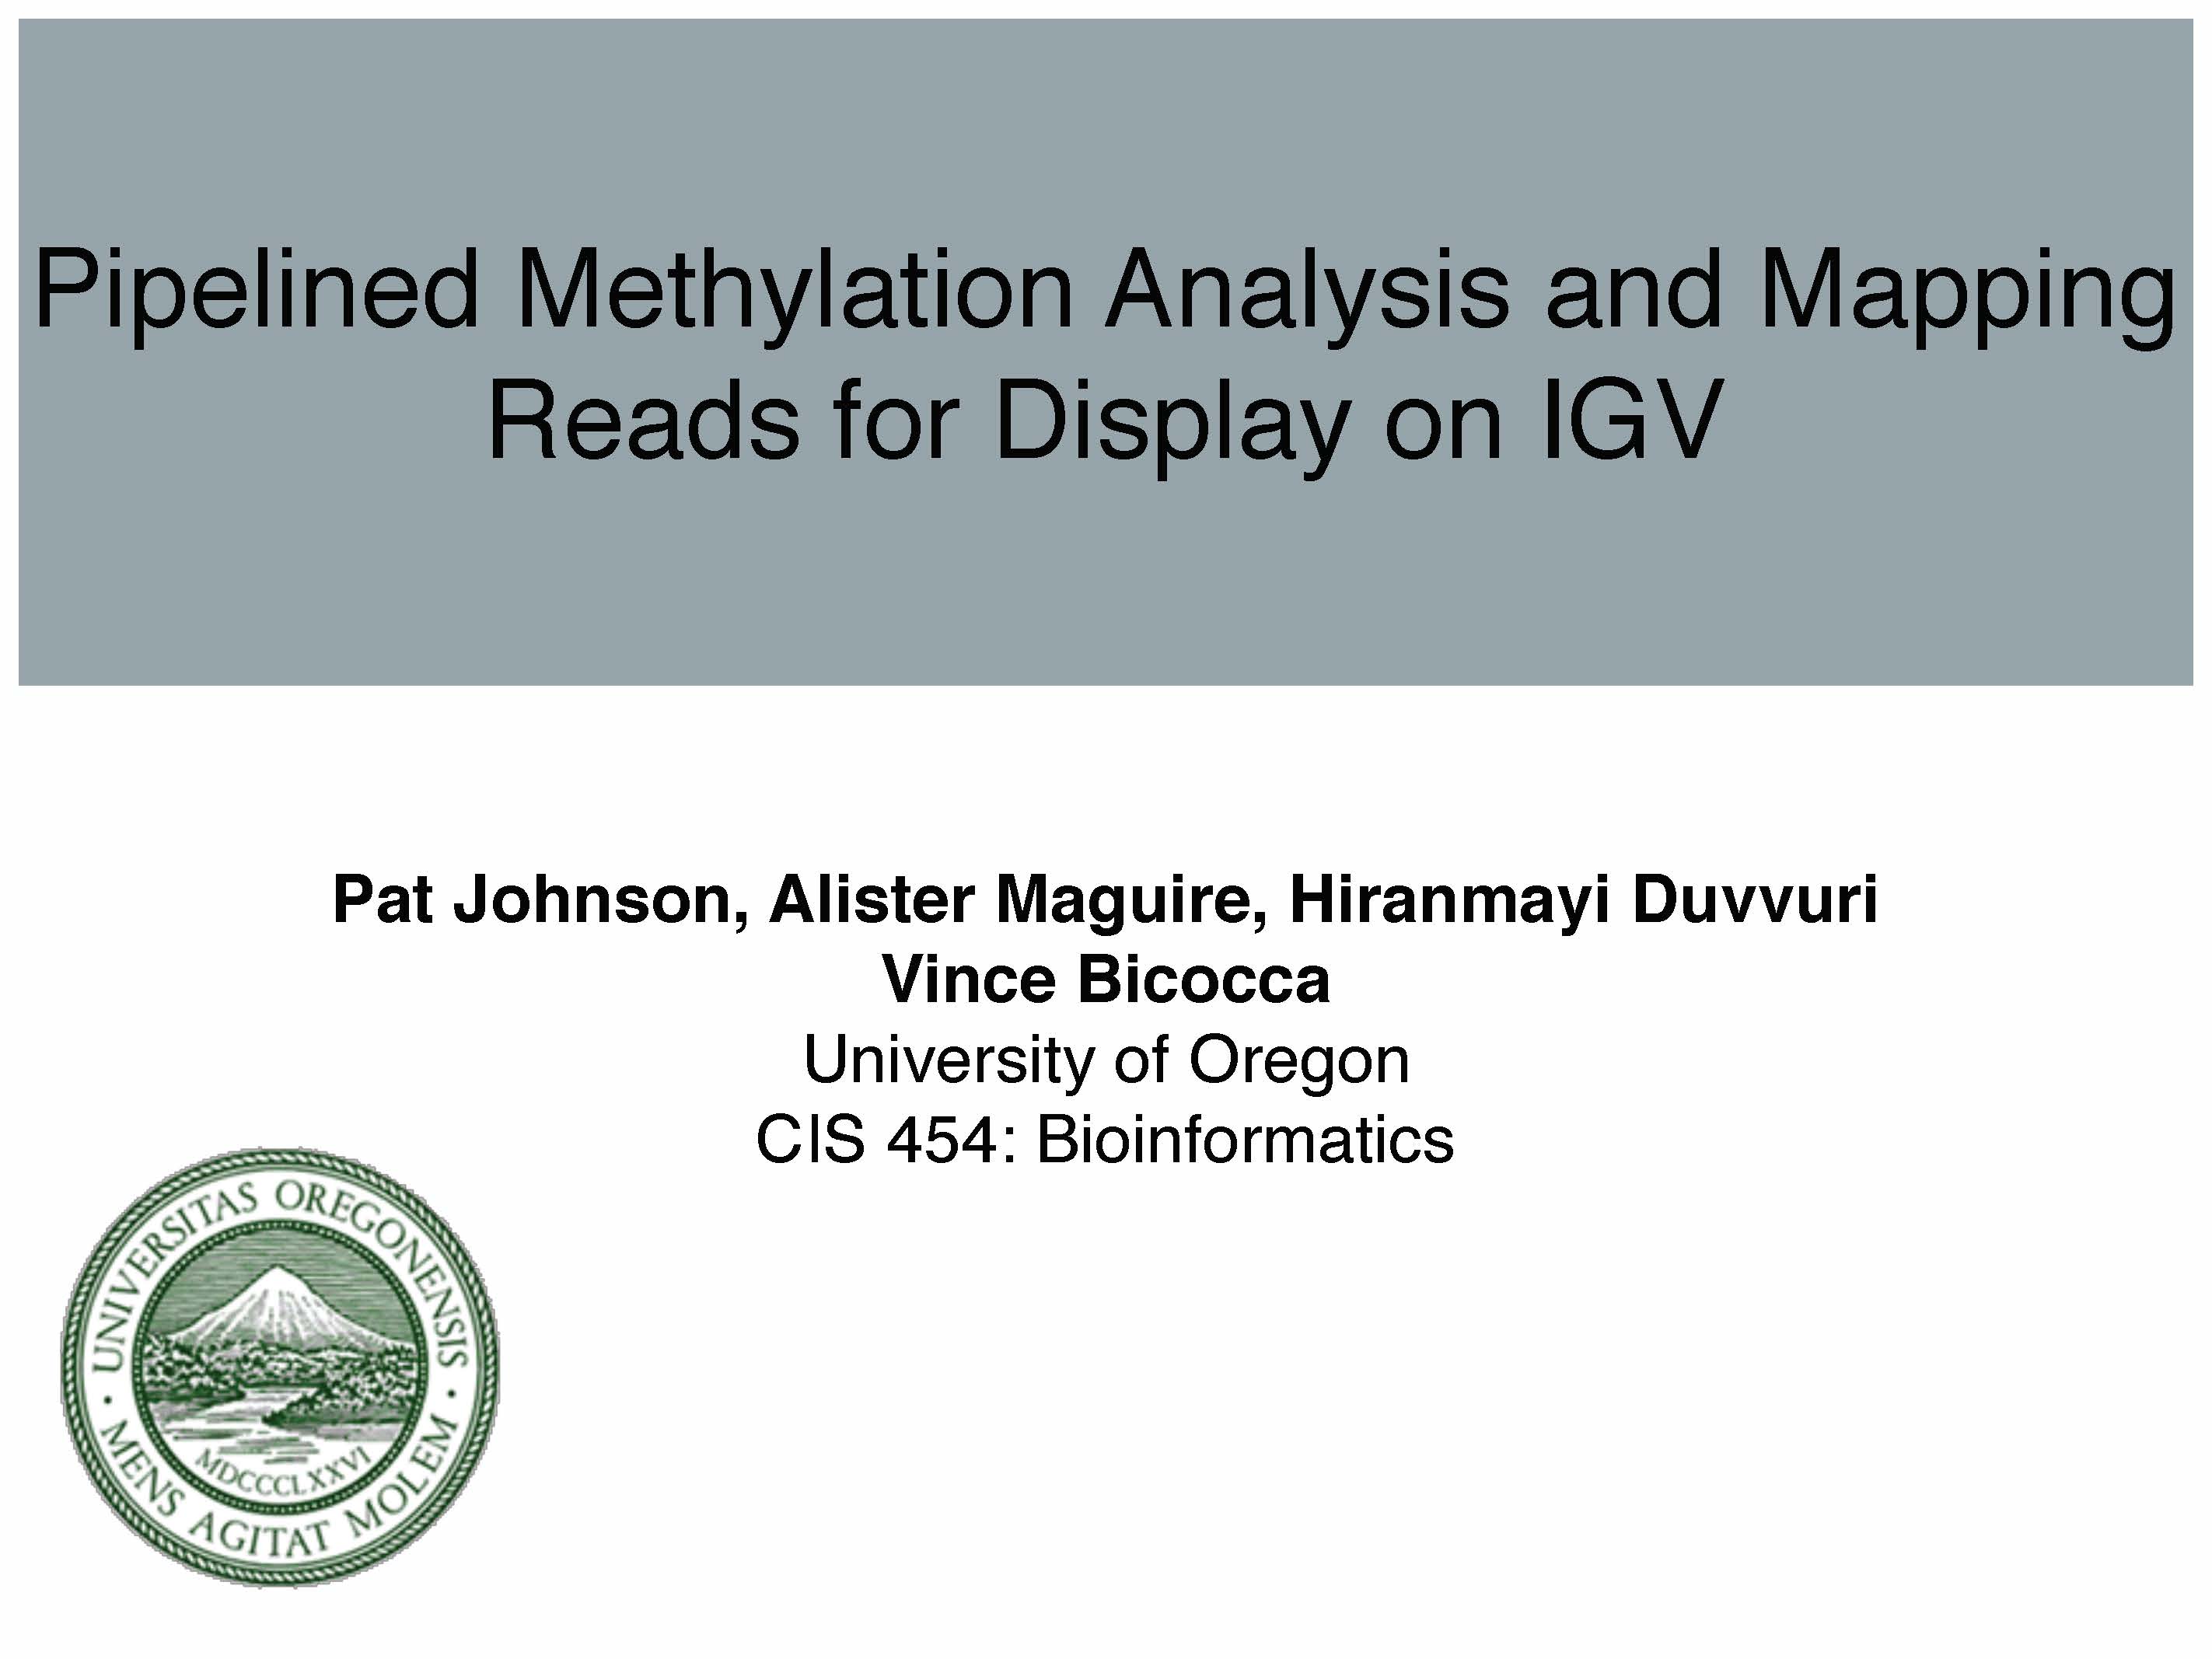 Pipelined Methylation Analysis and Mapping
Reads for Display on IGV
Pat Johnson, Alister Maguire, Hiranmayi Duvvuri
Vince Bicocca
University of Oregon
CIS 454: Bioinformatics
UNIVERSITAS OREGONENSIS
MENS AGITAT MOLEM
MDCCCLXXVI